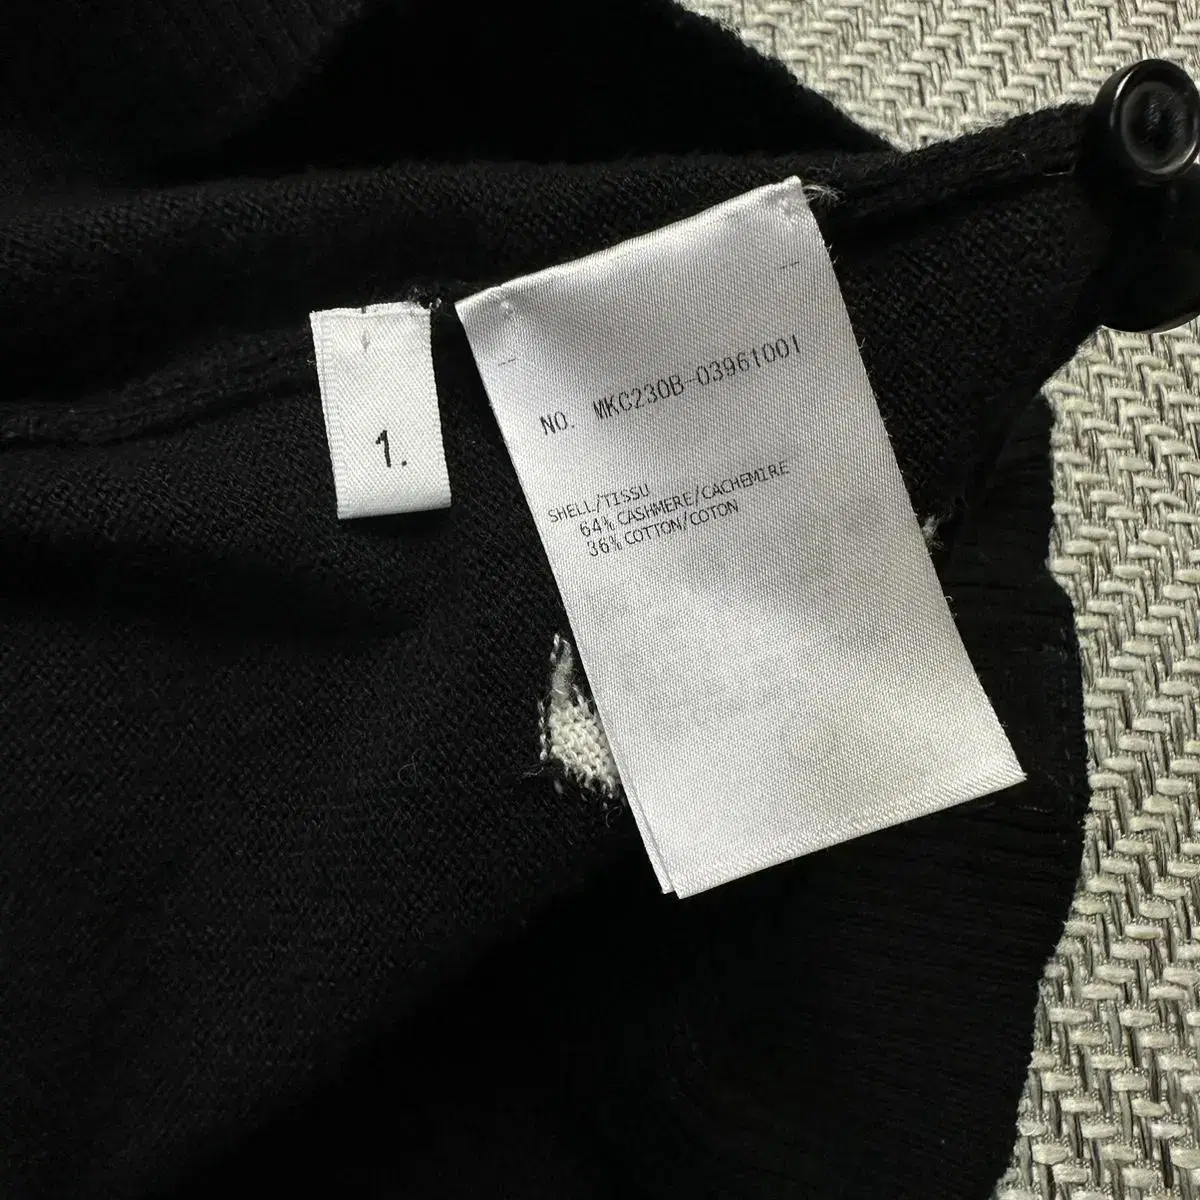 1.
NO. MKC230B-03961001
SHELL/TISSU
64% CASHMERE/CACHEMIRE
36% COTTON/COTON